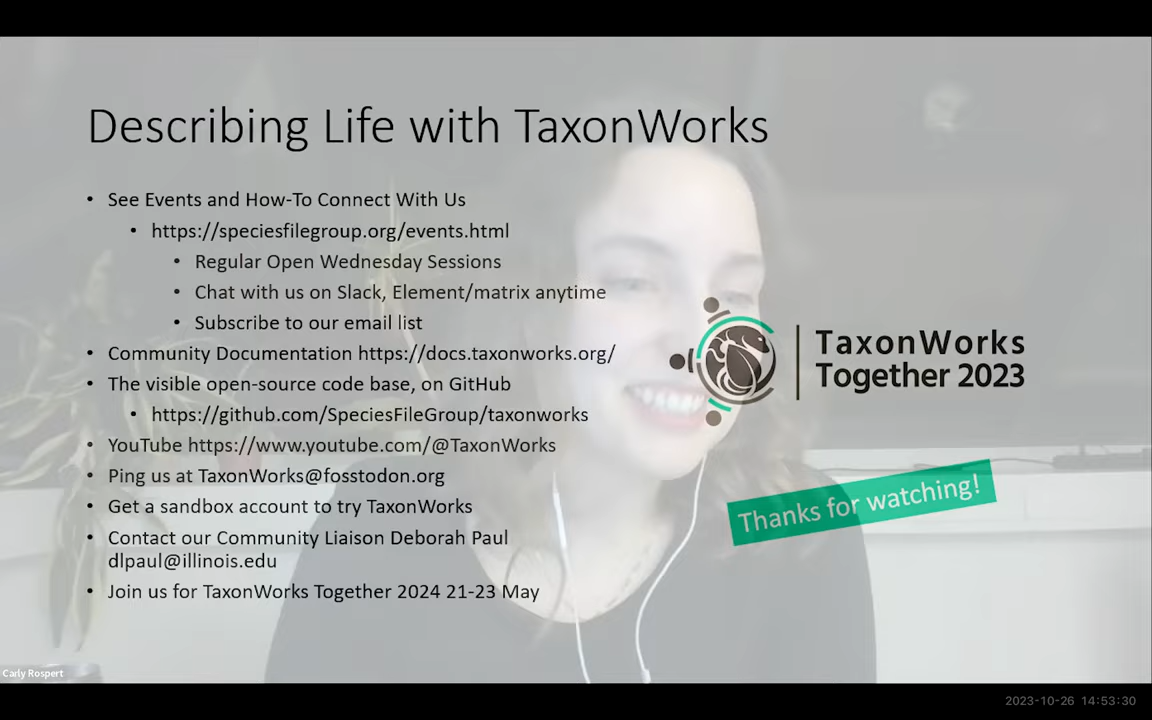 Describing Life with TaxonWorks
• See Events and How-To Connect With Us
• https://speciesfilegroup.org/events.html
• Regular Open Wednesday Sessions
• Chat with us on Slack, Element/matrix anytime
• Subscribe to our email list
• Community Documentation https://docs.taxonworks.org/
• The visible open-source code base, on GitHub
• https://github.com/SpeciesFileGroup/taxonworks
• YouTube https://www.youtube.com/@TaxonWorks
• Ping us at TaxonWorks@fosstodon.org
• Get a sandbox account to try TaxonWorks
• Contact our Community Liaison Deborah Paul
dlpaul@illinois.edu
• Join us for TaxonWorks Together 2024 21-23 May
TaxonWorks
Together 2023
Thanks for watching!
Carly Rospert
2023-10-26 14:53:30